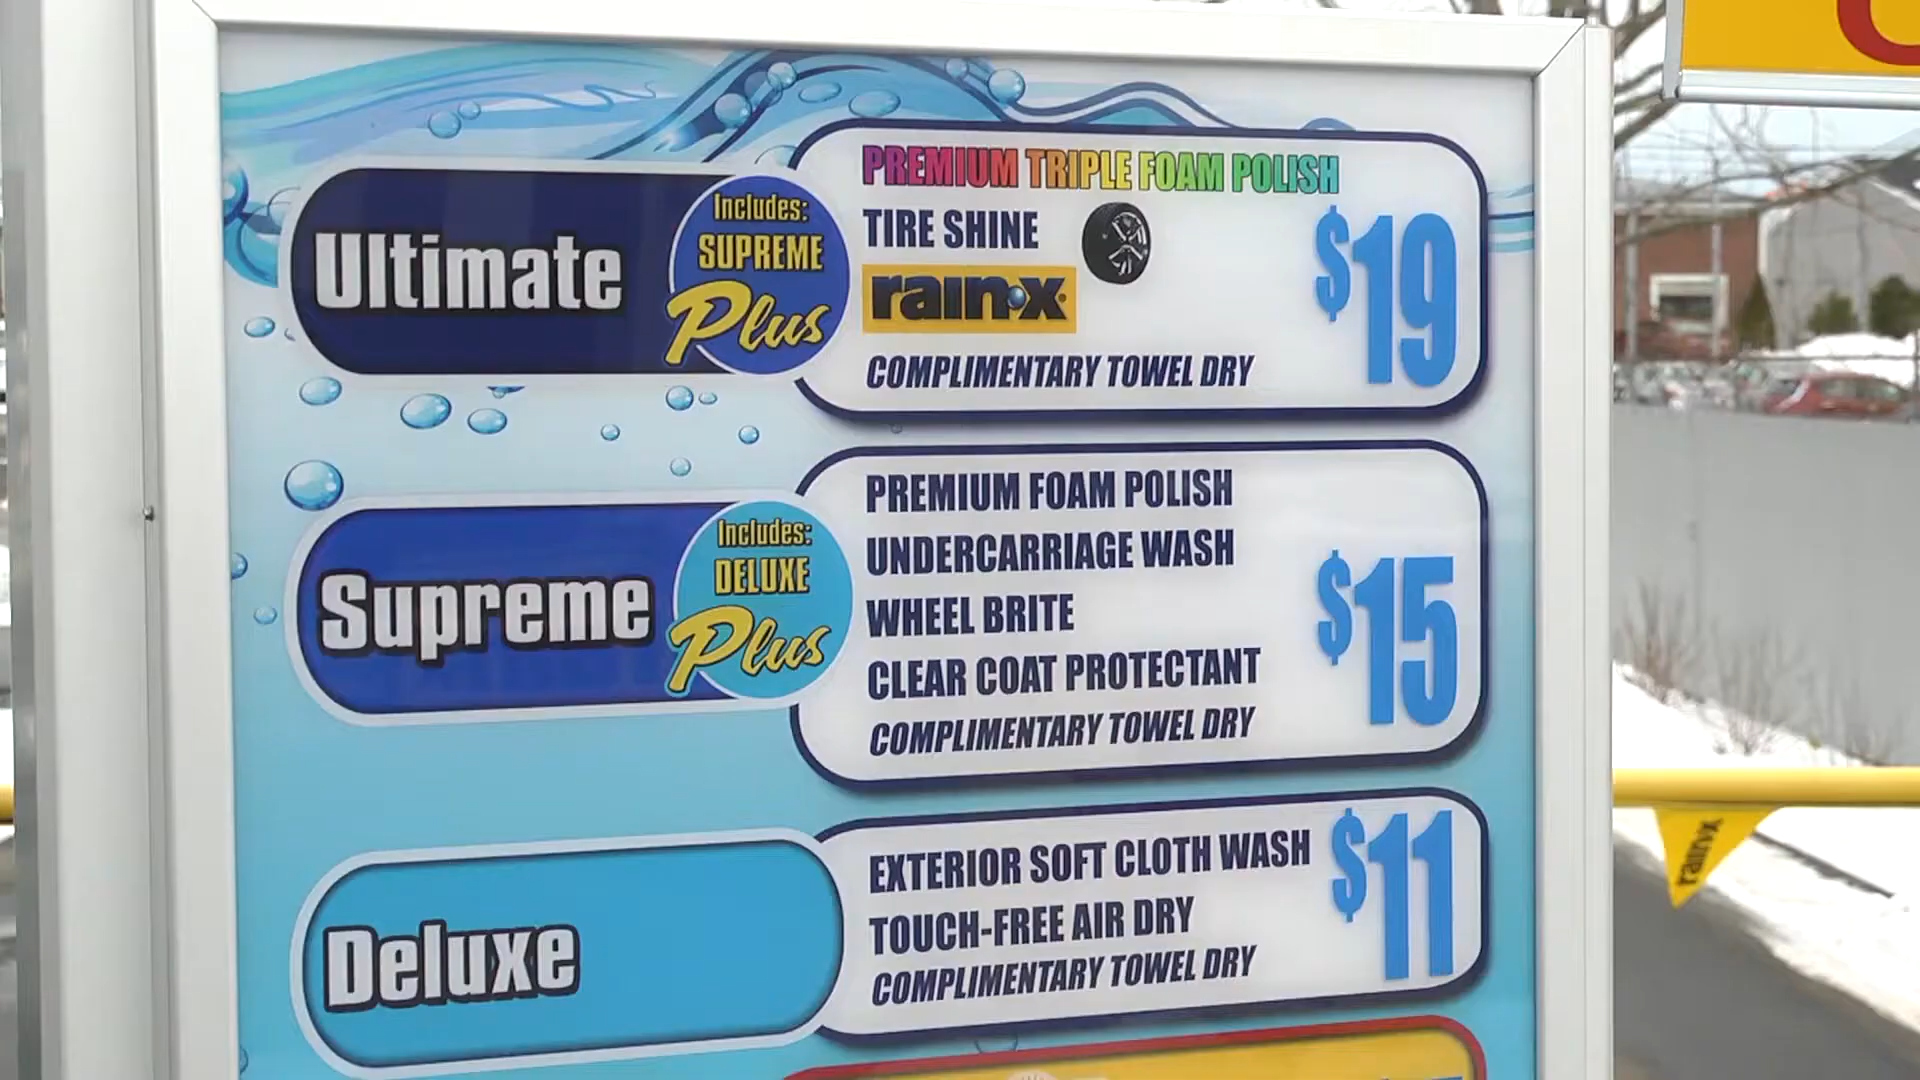 PREMIUM TRIPLE FOAM POLISH
Ultimate
Includes:
SUPREME
Plus
TIRE SHINE
rain-x
COMPLIMENTARY TOWEL DRY
$19
Supreme
Includes:
DELUXE
Plus
PREMIUM FOAM POLISH
UNDERCARRIAGE WASH
WHEEL BRITE
CLEAR COAT PROTECTANT
COMPLIMENTARY TOWEL DRY
$15
Deluxe
EXTERIOR SOFT CLOTH WASH
TOUCH-FREE AIR DRY
COMPLIMENTARY TOWEL DRY
$11
rain-x